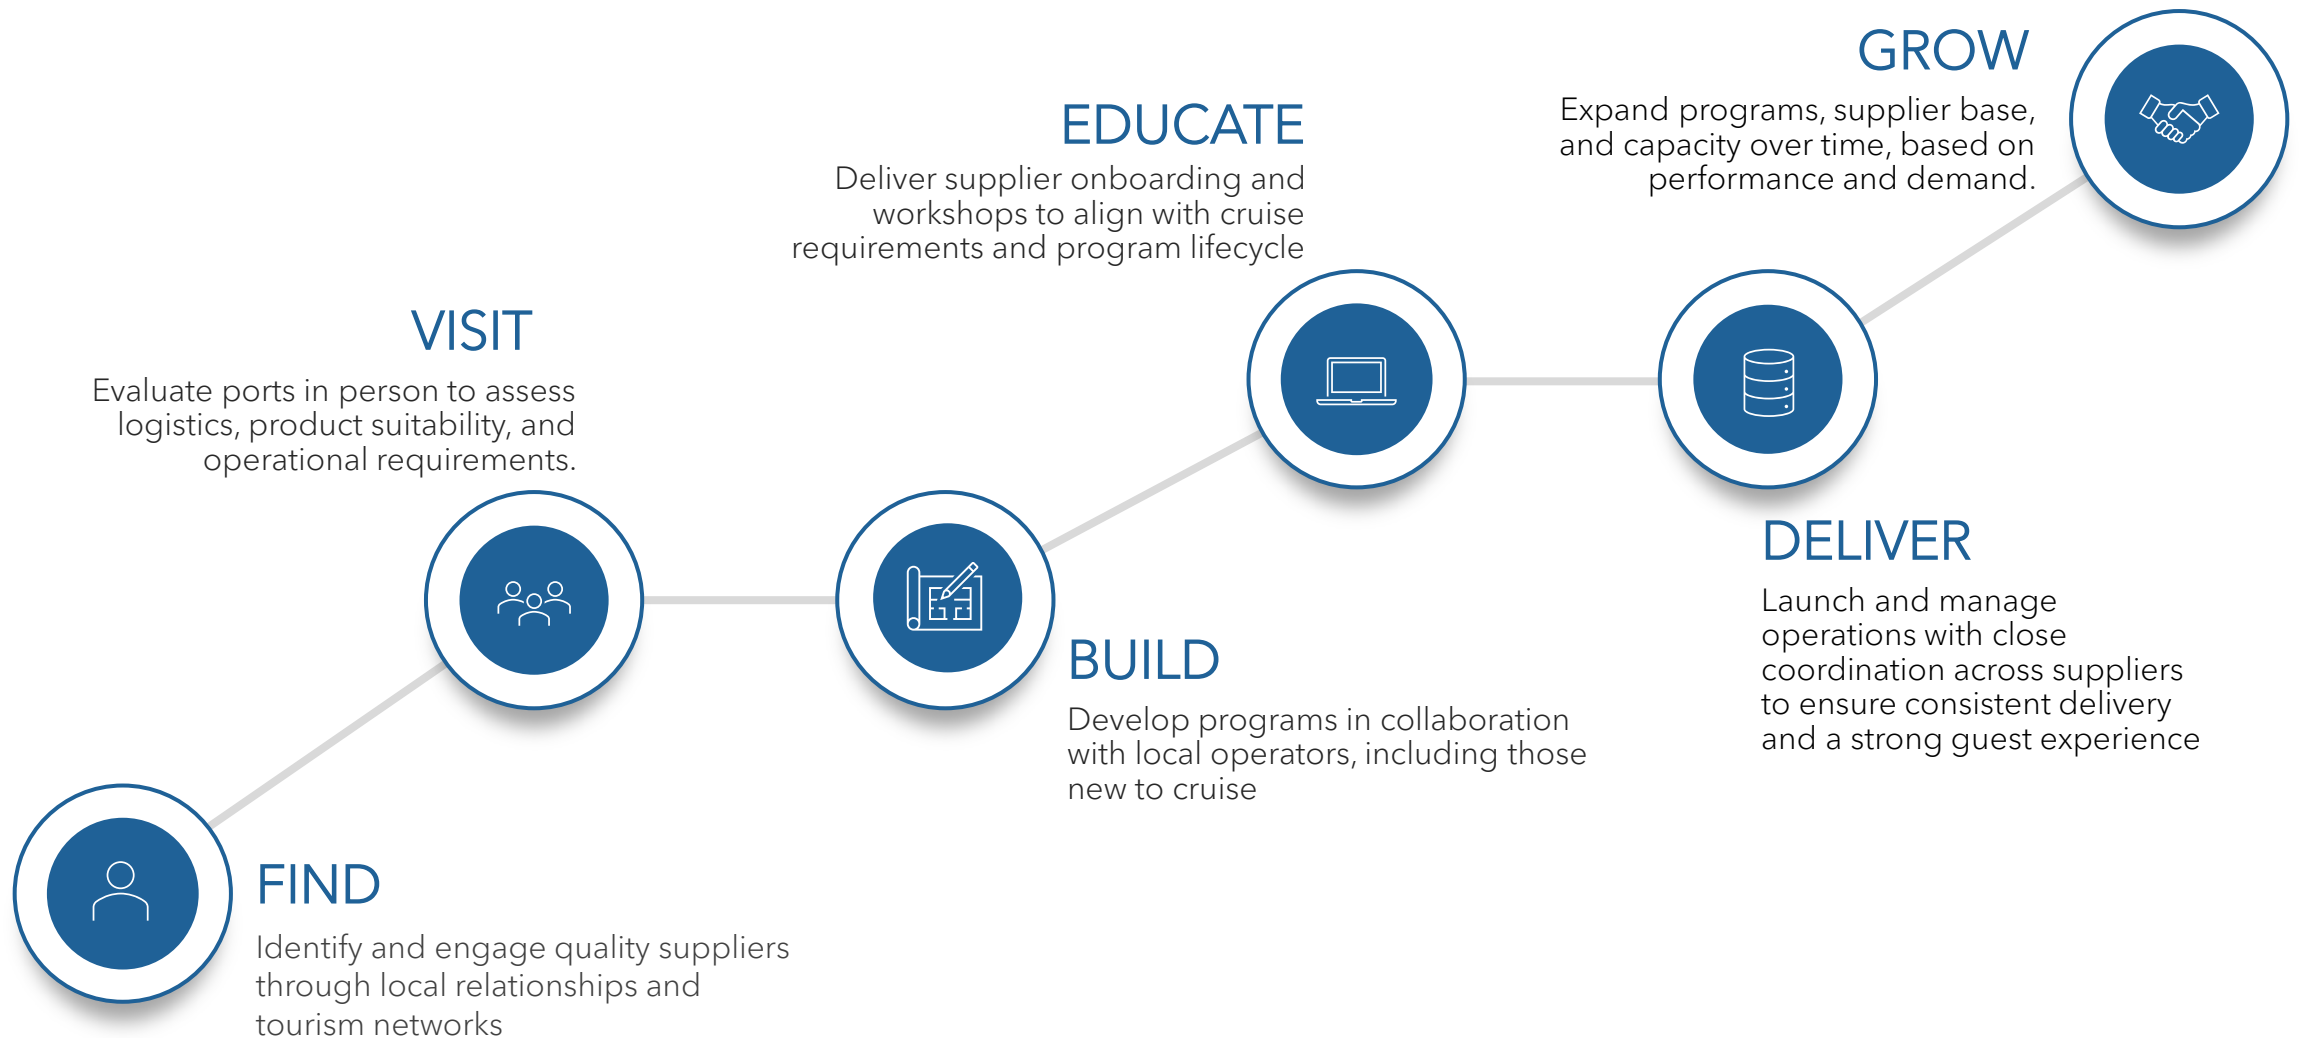 FIND
Identify and engage quality suppliers
through local relationships and
tourism networks
VISIT
Evaluate ports in person to assess
logistics, product suitability, and
operational requirements.
BUILD
Develop programs in collaboration
with local operators, including those
new to cruise
EDUCATE
Deliver supplier onboarding and
workshops to align with cruise
requirements and program lifecycle
DELIVER
Launch and manage
operations with close
coordination across suppliers
to ensure consistent delivery
and a strong guest experience
GROW
Expand programs, supplier base,
and capacity over time, based on
performance and demand.